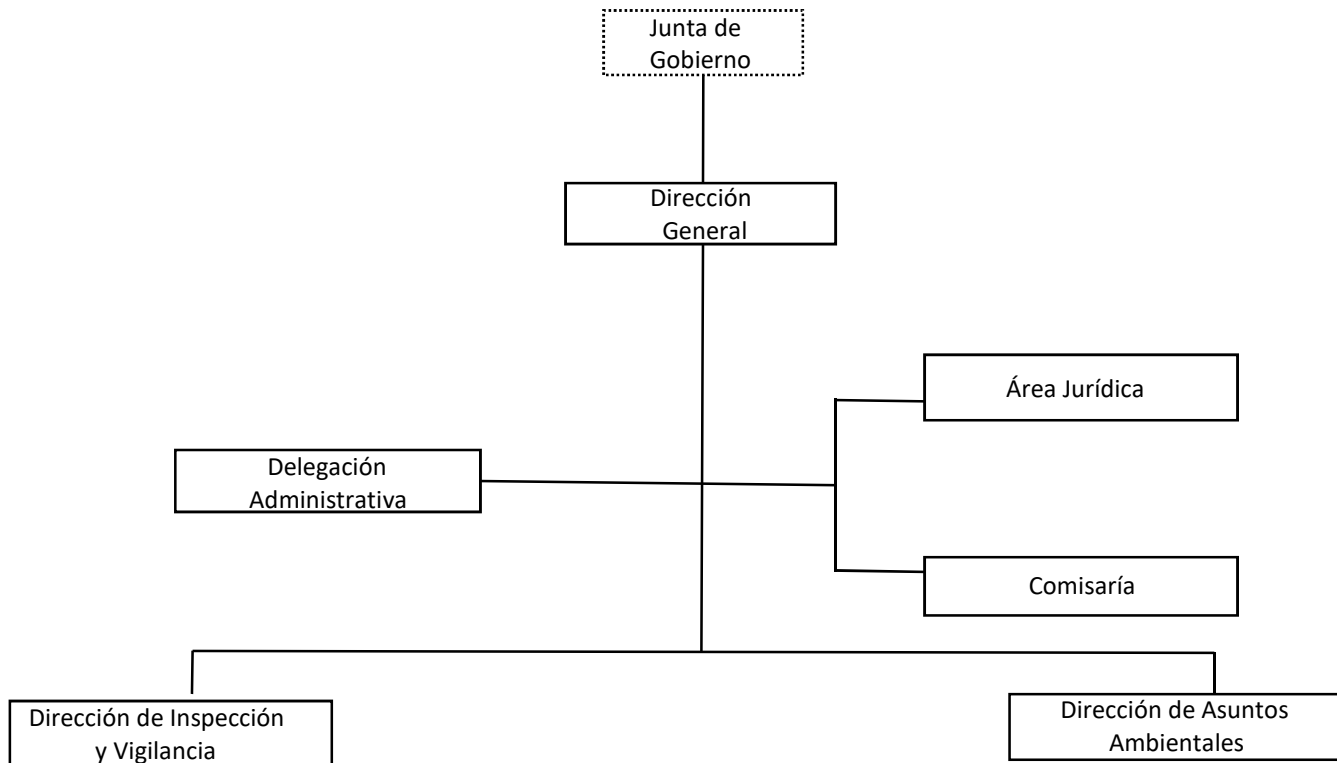 Junta de
Gobierno
Dirección
General
Área Jurídica
Delegación
Administrativa
Comisaría
Dirección de Inspección
y Vigilancia
Dirección de Asuntos
Ambientales